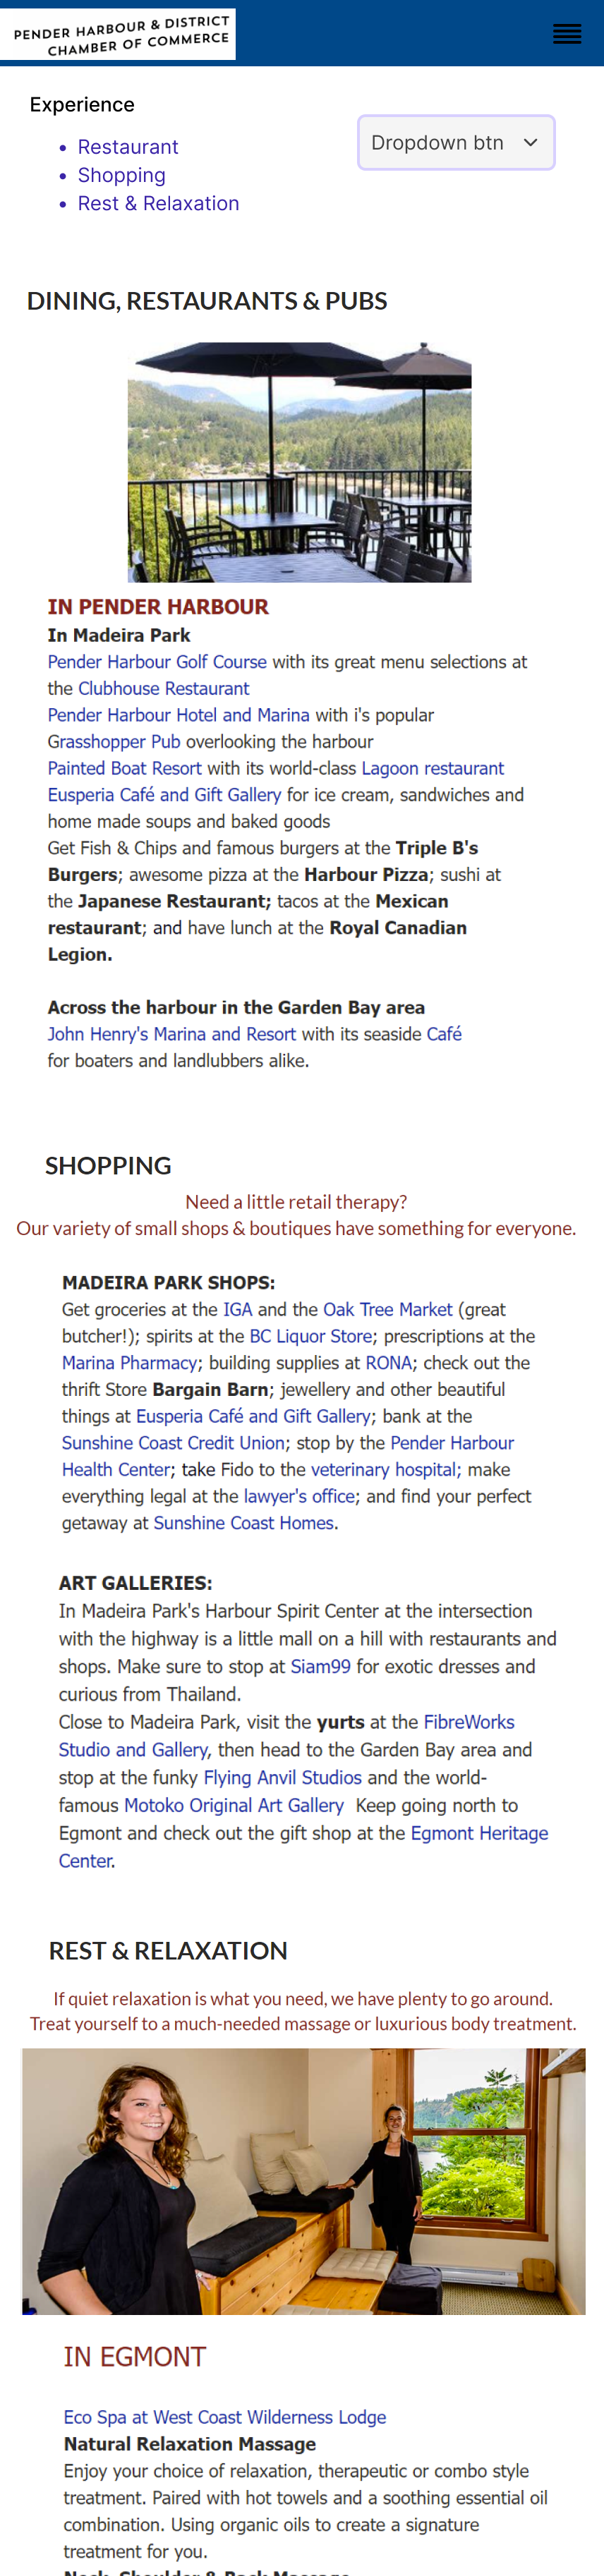 PENDER HARBOUR & DISTRICT
CHAMBER OF COMMERCE
Experience
• Restaurant
• Shopping
• Rest & Relaxation
Dropdown btn
DINING, RESTAURANTS & PUBS
IN PENDER HARBOUR
In Madeira Park
Pender Harbour Golf Course with its great menu selections at
the Clubhouse Restaurant
Pender Harbour Hotel and Marina with i's popular
Grasshopper Pub overlooking the harbour
Painted Boat Resort with its world-class Lagoon restaurant
Eusperia Café and Gift Gallery for ice cream, sandwiches and
home made soups and baked goods
Get Fish & Chips and famous burgers at the Triple B's
Burgers; awesome pizza at the Harbour Pizza; sushi at
the Japanese Restaurant; tacos at the Mexican
restaurant; and have lunch at the Royal Canadian
Legion.
Across the harbour in the Garden Bay area
John Henry's Marina and Resort with its seaside Café
for boaters and landlubbers alike.
SHOPPING
Need a little retail therapy?
Our variety of small shops & boutiques have something for everyone.
MADEIRA PARK SHOPS:
Get groceries at the IGA and the Oak Tree Market (great
butcher!); spirits at the BC Liquor Store; prescriptions at the
Marina Pharmacy; building supplies at RONA; check out the
thrift Store Bargain Barn; jewellery and other beautiful
things at Eusperia Café and Gift Gallery; bank at the
Sunshine Coast Credit Union; stop by the Pender Harbour
Health Center; take Fido to the veterinary hospital; make
everything legal at the lawyer's office; and find your perfect
getaway at Sunshine Coast Homes.
ART GALLERIES:
In Madeira Park's Harbour Spirit Center at the intersection
with the highway is a little mall on a hill with restaurants and
shops. Make sure to stop at Siam99 for exotic dresses and
curious from Thailand.
Close to Madeira Park, visit the yurts at the FibreWorks
Studio and Gallery, then head to the Garden Bay area and
stop at the funky Flying Anvil Studios and the world-
famous Motoko Original Art Gallery  Keep going north to
Egmont and check out the gift shop at the Egmont Heritage
Center.
REST & RELAXATION
If quiet relaxation is what you need, we have plenty to go around.
Treat yourself to a much-needed massage or luxurious body treatment.
IN EGMONT
Eco Spa at West Coast Wilderness Lodge
Natural Relaxation Massage
Enjoy your choice of relaxation, therapeutic or combo style
treatment. Paired with hot towels and a soothing essential oil
combination. Using organic oils to create a signature
treatment for you.
Neck, Shoulder & Back Massage